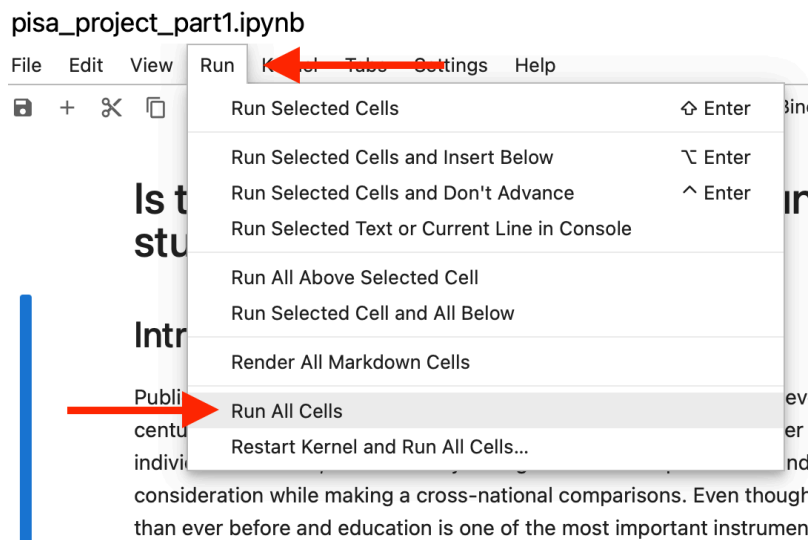 pisa_project_part1.ipynb
File Edit View Run Kernel Tabs Settings Help
Run Selected Cells ⇧ Enter
Run Selected Cells and Insert Below ⌥ Enter
Run Selected Cells and Don't Advance ^ Enter
Run Selected Text or Current Line in Console
Is t
stu
Run All Above Selected Cell
Run Selected Cell and All Below
Intr
Render All Markdown Cells
Publi
Run All Cells
centu
Restart Kernel and Run All Cells...
indivi
consideration while making a cross-national comparisons. Even though
than ever before and education is one of the most important instrumen